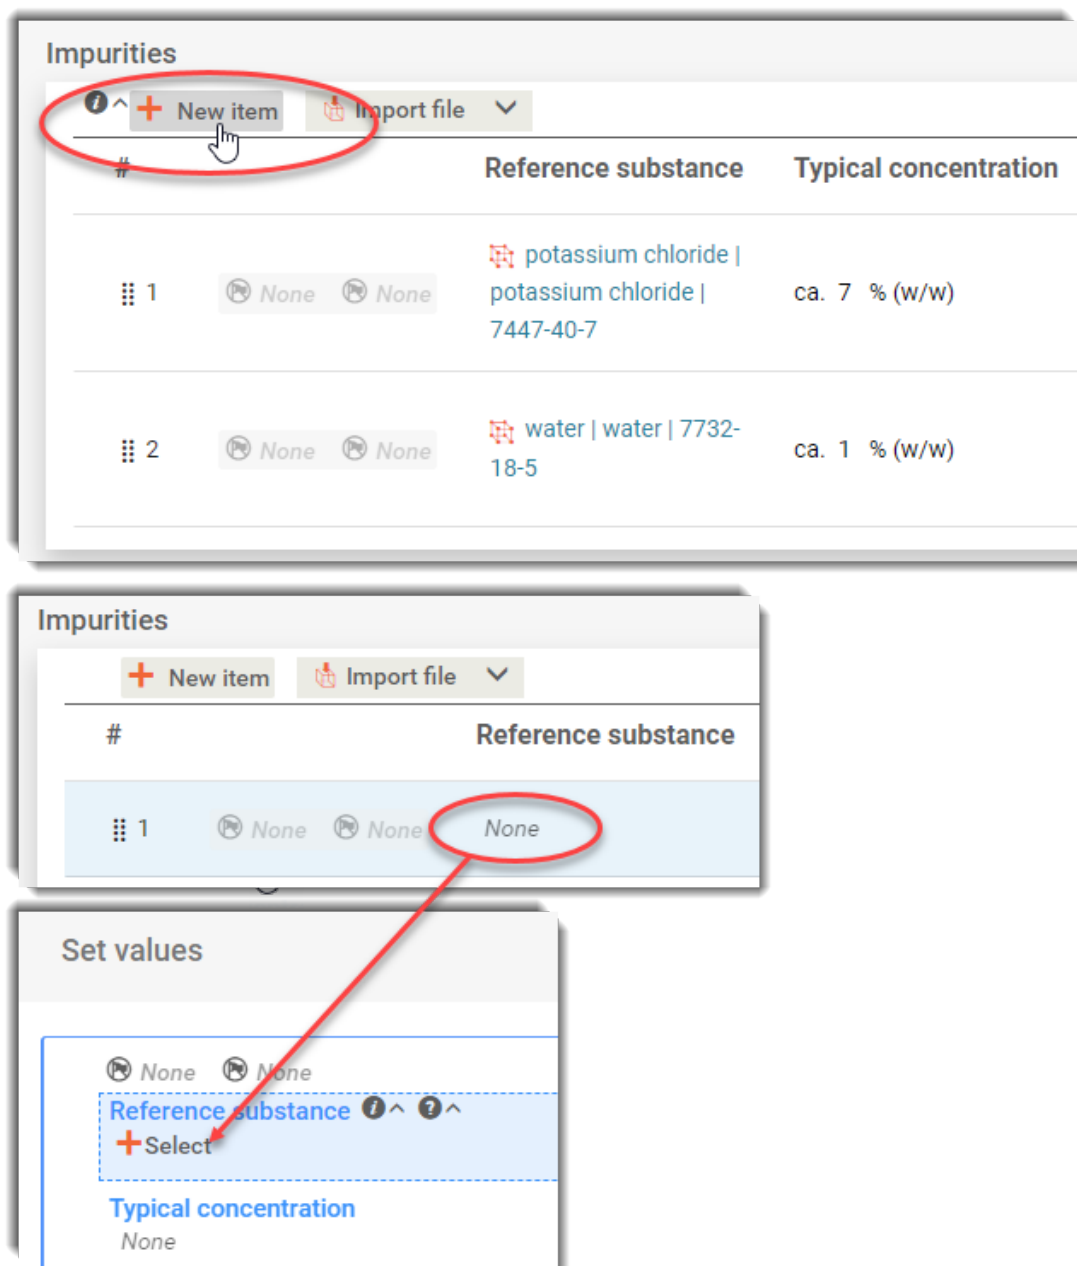 Impurities
New item Import file
# Reference substance Typical concentration
1 None None potassium chloride |
potassium chloride |
7447-40-7
ca. 7 % (w/w)
2 None None water | water | 7732-
18-5
ca. 1 % (w/w)
Impurities
New item Import file
# Reference substance
1 None None None
Set values
None None
Reference substance
Select
Typical concentration
None